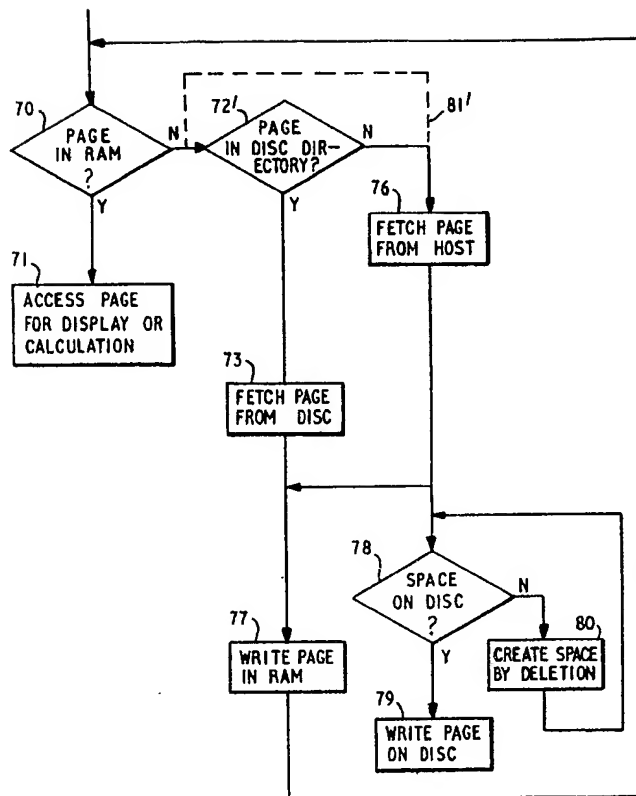 70
PAGE
IN RAM
?
N
Y
72'
PAGE
IN DISC DIR-
ECTORY?
N
Y
81'
76
FETCH PAGE
FROM HOST
71
ACCESS PAGE
FOR DISPLAY OR
CALCULATION
73
FETCH PAGE
FROM DISC
78
SPACE
ON DISC
?
N
Y
77
WRITE PAGE
IN RAM
80
CREATE SPACE
BY DELETION
79
WRITE PAGE
ON DISC